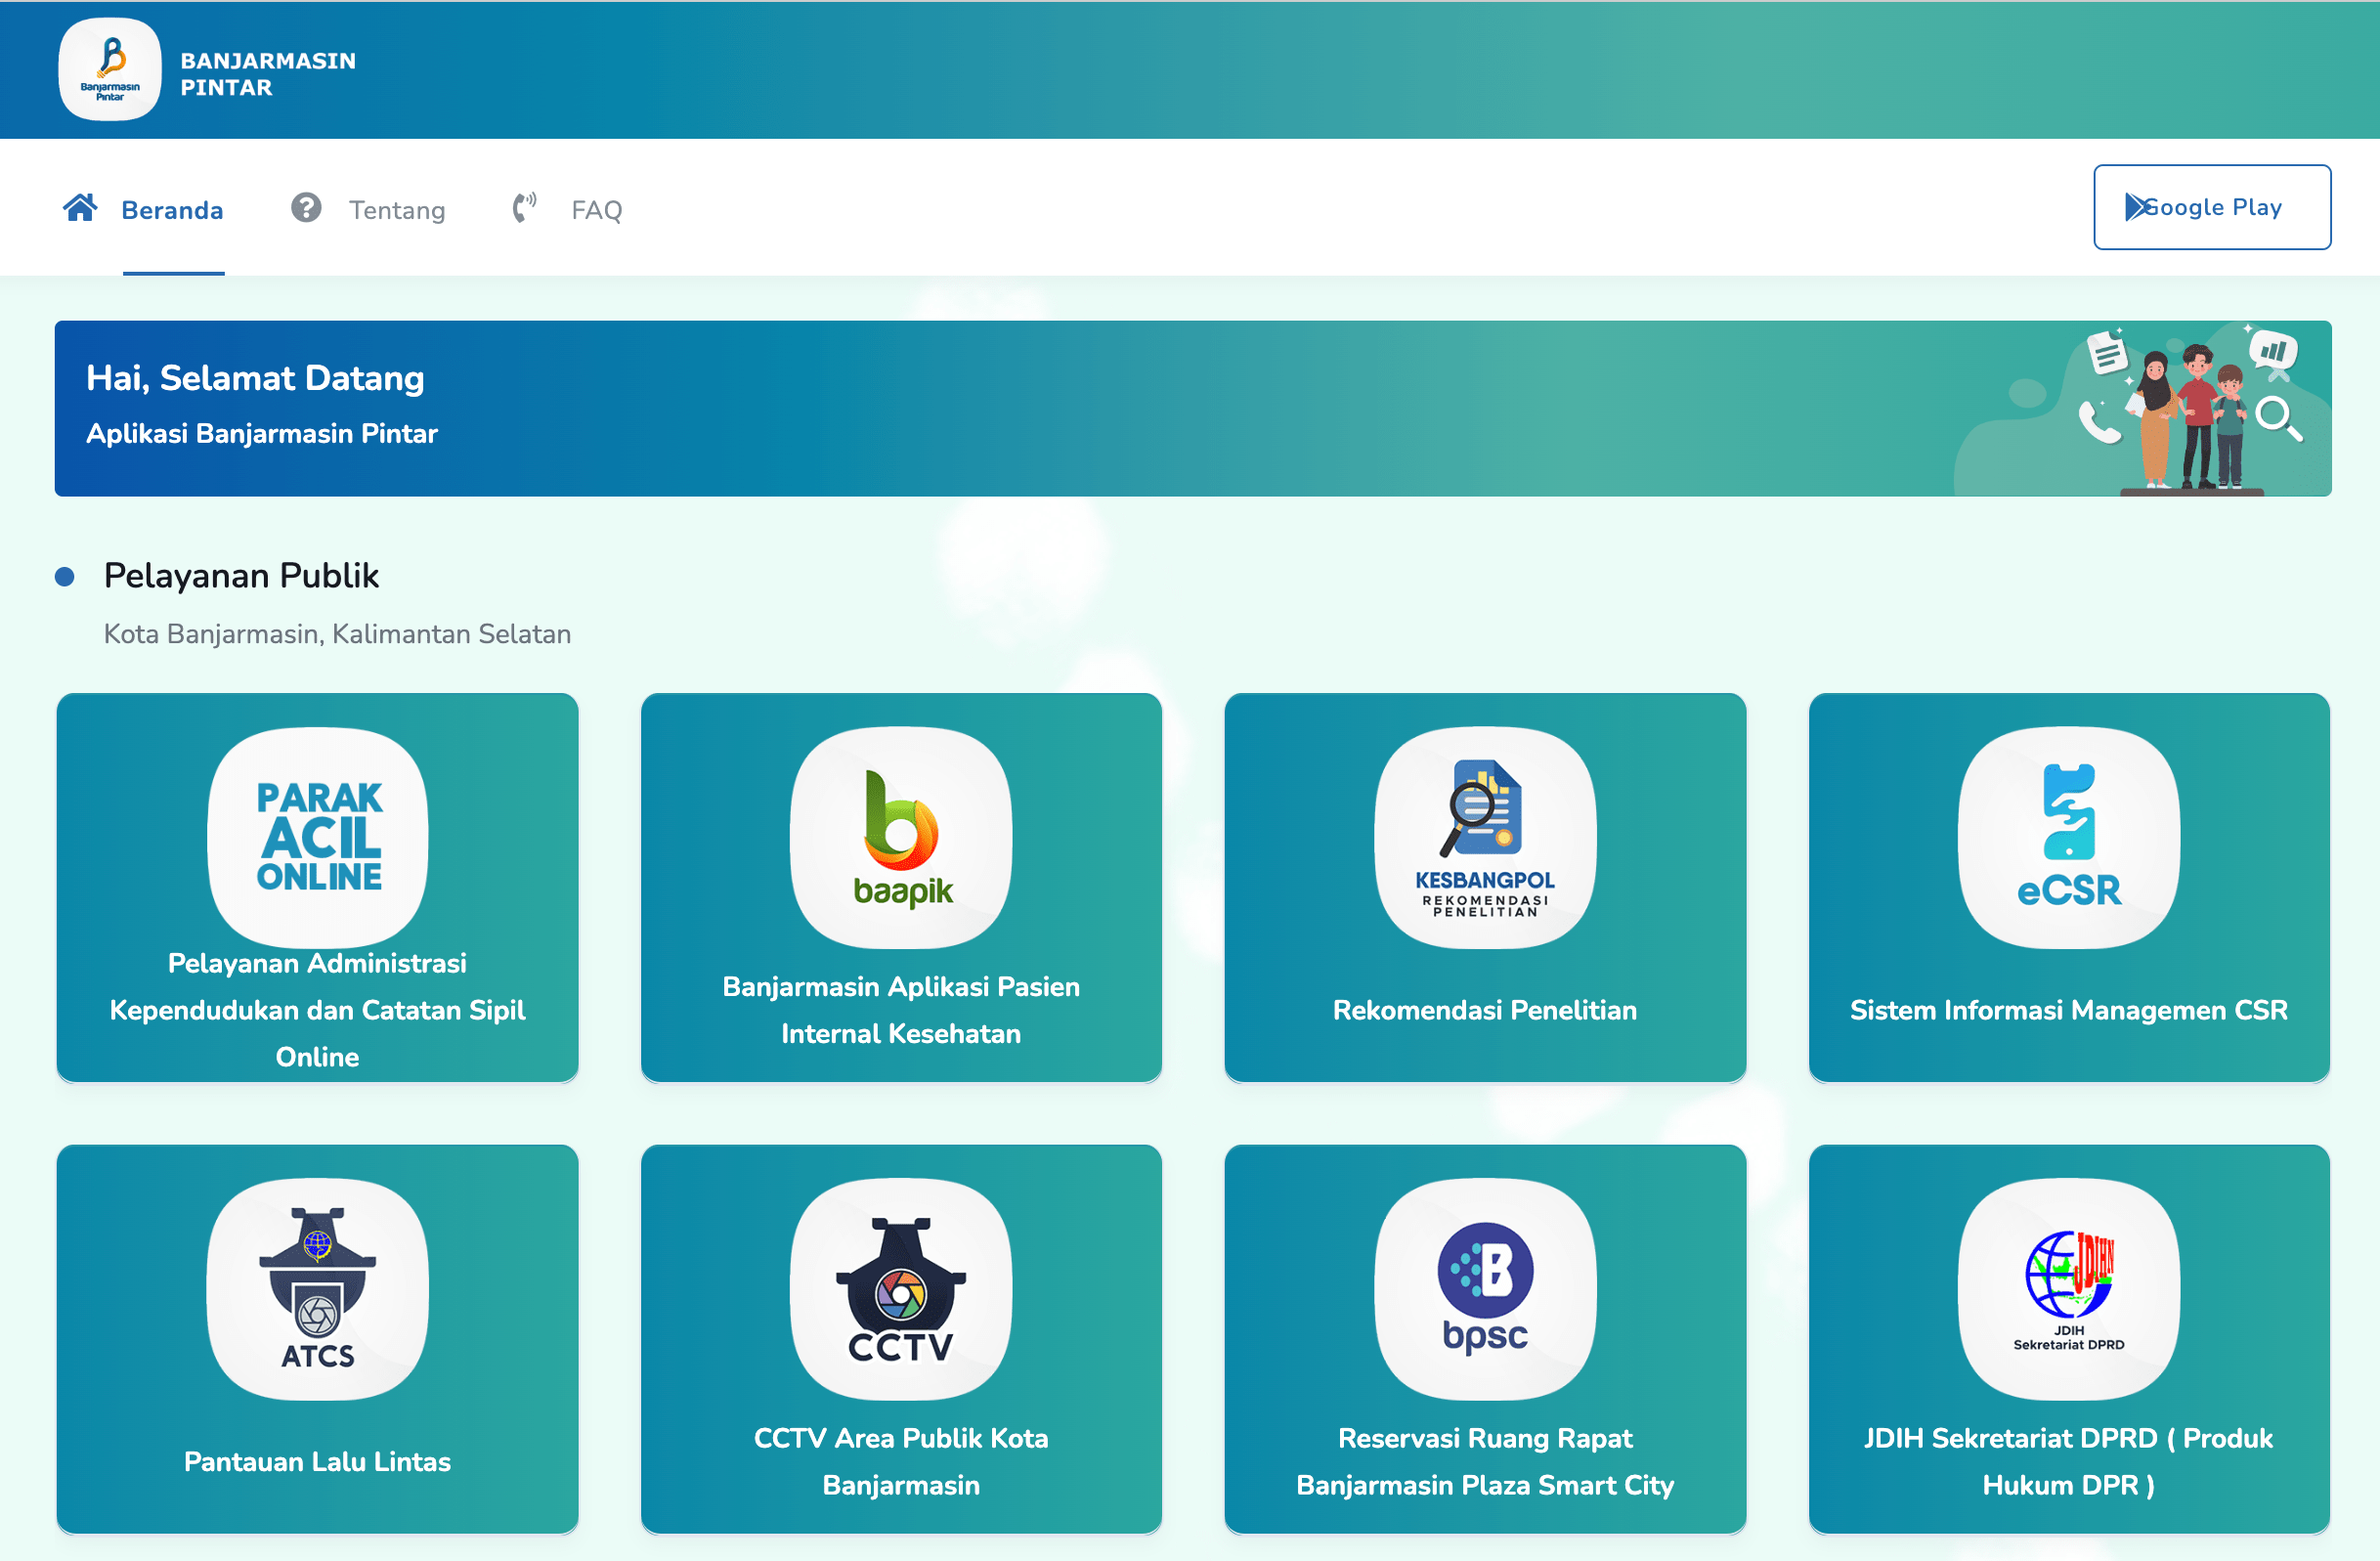 Banjarmasin
Pintar
BANJARMASIN
PINTAR
Beranda
Tentang
FAQ
Google Play
Hai, Selamat Datang
Aplikasi Banjarmasin Pintar
Pelayanan Publik
Kota Banjarmasin, Kalimantan Selatan
PARAK
ACIL
ONLINE
Pelayanan Administrasi
Kependudukan dan Catatan Sipil
Online
baapik
Banjarmasin Aplikasi Pasien
Internal Kesehatan
KESBANGPOL
REKOMENDASI
PENELITIAN
Rekomendasi Penelitian
eCSR
Sistem Informasi Managemen CSR
ATCS
Pantauan Lalu Lintas
CCTV
CCTV Area Publik Kota
Banjarmasin
B
bpsc
Reservasi Ruang Rapat
Banjarmasin Plaza Smart City
JDIHN
JDIH
Sekretariat DPRD
JDIH Sekretariat DPRD ( Produk
Hukum DPR )